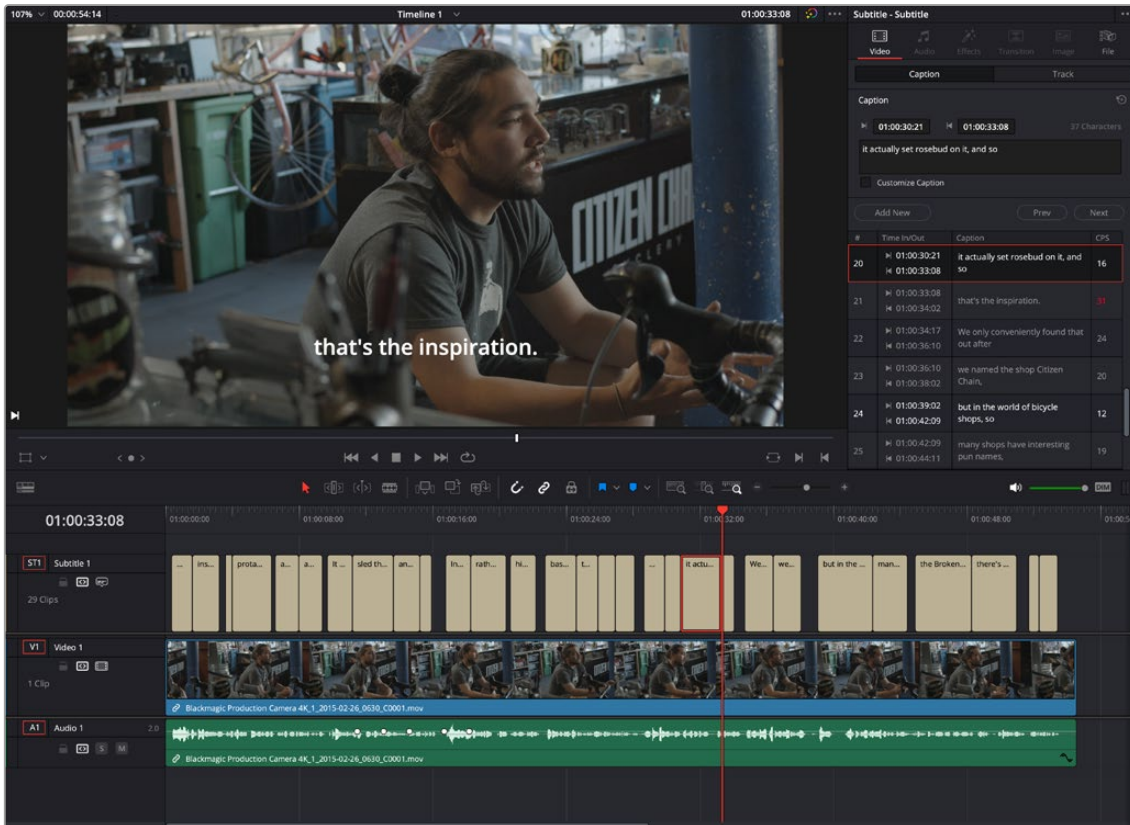 107% 00:00:54:14 Timeline 1 01:00:33:08
Subtitle - Subtitle
Video Audio Effects Transition Image File
Caption Track
Caption
01:00:30:21 01:00:33:08 37 Characters
it actually set rosebud on it, and so
Customize Caption
Add New Prev Next
# Time In/Out Caption CPS
20 01:00:30:21 it actually set rosebud on it, and 16
01:00:33:08 so
21 01:00:33:08 that's the inspiration. 31
01:00:34:02
22 01:00:34:17 We only conveniently found that 24
01:00:36:10 out after
23 01:00:36:10 we named the shop Citizen 20
01:00:38:02 Chain,
24 01:00:39:02 but in the world of bicycle 12
01:00:42:09 shops, so
25 01:00:42:09 many shops have interesting 19
01:00:44:11 pun names,
CITIZEN CHAI
CLERY
that's the inspiration.
DIM
01:00:33:08
01:00:00:00 01:00:08:00 01:00:16:00 01:00:24:00 01:00:32:00 01:00:40:00 01:00:48:00 01:00:5
ST1 Subtitle 1
29 Clips
... ins... prota... a... a... It ... sled th... an... In... rath... hi... bas... t... ... it actu... We... we... but in the ... man... the Broken... there's ...
V1 Video 1
1 Clip
Blackmagic Production Camera 4K_1_2015-02-26_0630_C0001.mov
A1 Audio 1 2.0
S M
Blackmagic Production Camera 4K_1_2015-02-26_0630_C0001.mov